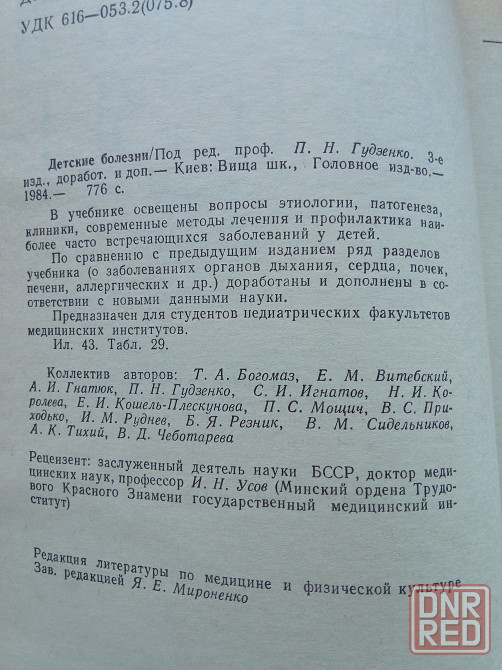 УДК 616—053.2(075.8)
Детские болезни/Под ред. проф. П. Н. Гудзенко. 3-е
изд., доработ. и доп.— Киев: Вища шк., Головное изд-во.—
1984.— 776 с.
В учебнике освещены вопросы этиологии, патогенеза,
клиники, современные методы лечения и профилактика наи-
более часто встречающихся заболеваний у детей.
По сравнению с предыдущим изданием ряд разделов
учебника (о заболеваниях органов дыхания, сердца, почек,
печени, аллергических и др.) доработаны и дополнены в со-
ответствии с новыми данными науки.
Предназначен для студентов педиатрических факультетов
медицинских институтов.
Ил. 43. Табл. 29.
Коллектив авторов: Т. А. Богомаз, Е. М. Витебский,
А. И. Гнатюк, П. Н. Гудзенко, С. И. Игнатов, Н. И. Ко-
ролева, Е. И. Кошель-Плескунова, П. С. Мощич, В. С. При-
ходько, И. М. Руднев, Б. Я. Резник, В. М. Сидельников,
А. К. Тихий, В. Д. Чеботарева
Рецензент: заслуженный деятель науки БССР, доктор меди-
цинских наук, профессор И. Н. Усов (Минский ордена Трудо-
вого Красного Знамени государственный медицинский ин-
ститут)
Редакция литературы по медицине и физической культуре
Зав. редакцией Я. Е. Мироненко
DNR
RED